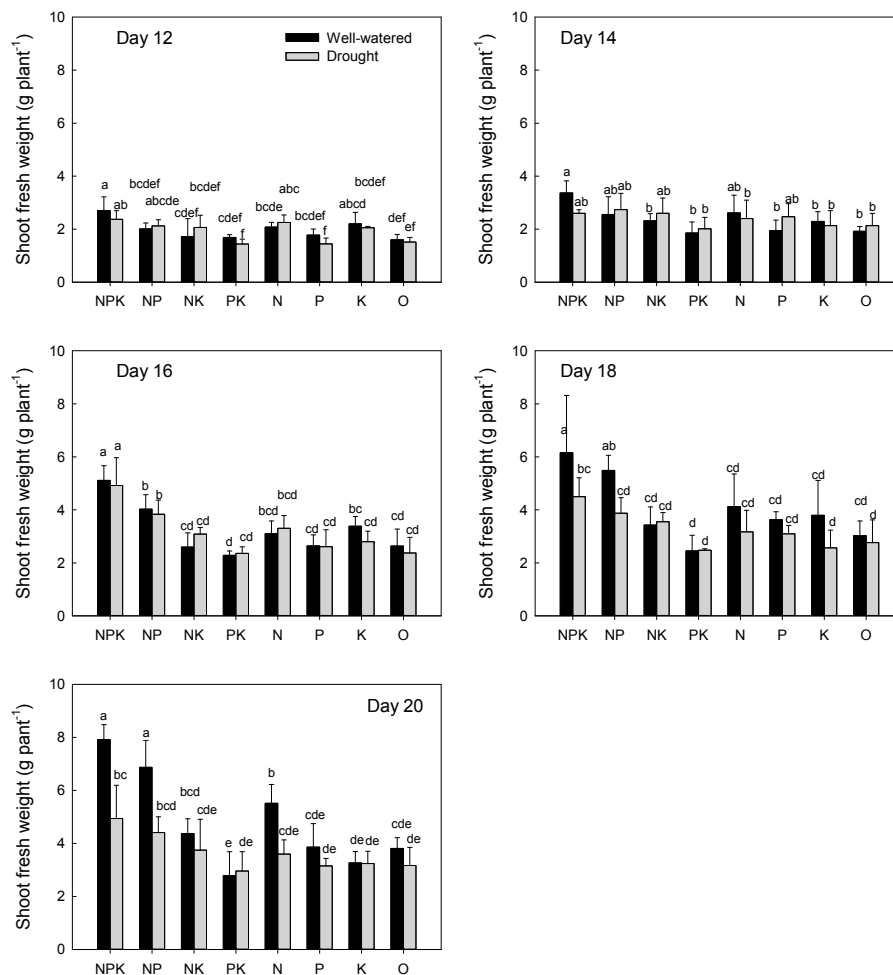 Shoot fresh weight (g plant-1)
10
8
6
4
2
0
Day 12
Well-watered
Drought
a ab bcdef abcde cdef bcdef cdef f bcde abc bcdef f abcd bcdef def ef
NPK NP NK PK N P K O
Shoot fresh weight (g plant-1)
10
8
6
4
2
0
Day 14
a ab ab ab b ab b b ab b b ab b b b b
NPK NP NK PK N P K O
Shoot fresh weight (g plant-1)
10
8
6
4
2
0
Day 16
a a b b cd cd d cd bcd bcd cd cd bc cd cd cd
NPK NP NK PK N P K O
Shoot fresh weight (g plant-1)
10
8
6
4
2
0
Day 18
a bc ab cd cd cd d d cd cd cd cd cd d cd d
NPK NP NK PK N P K O
Shoot fresh weight (g pant-1)
10
8
6
4
2
0
Day 20
a bc a bcd bcd cde e de b cde cde de de de cde de
NPK NP NK PK N P K O